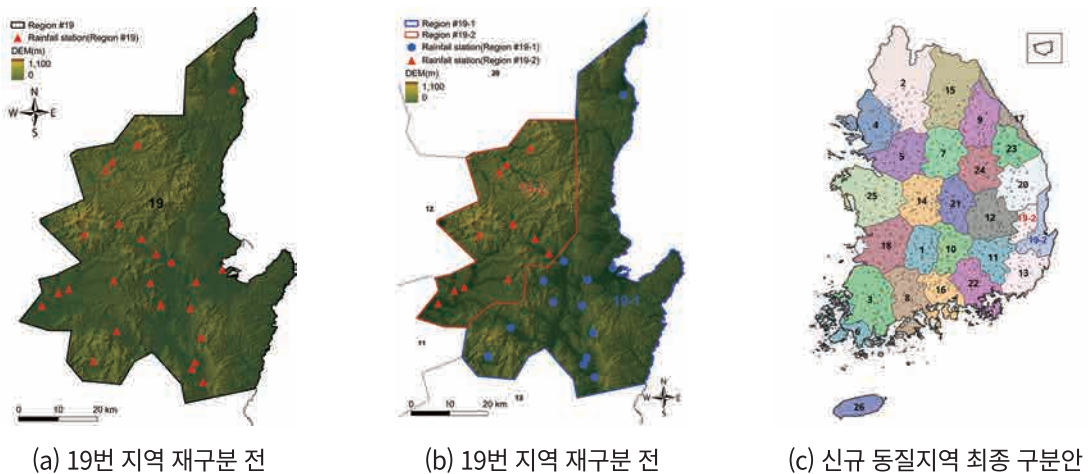 Region #19
Rainfall station(Region #19)
DEM(m)
1,100
0
N
W E
S
19
0 10 20 km
(a) 19번 지역 재구분 전
Region #19-1
Region #19-2
Rainfall station(Region #19-1)
Rainfall station(Region #19-2)
DEM(m)
1,100
0
20
12
19-2
19-1
11
13
N
W E
S
0 10 20 km
(b) 19번 지역 재구분 전
2
15
4
9
17
5
7
23
24
20
25
14
21
12
19-2
19-2
18
1
10
11
13
3
8
16
22
6
26
(c) 신규 동질지역 최종 구분안